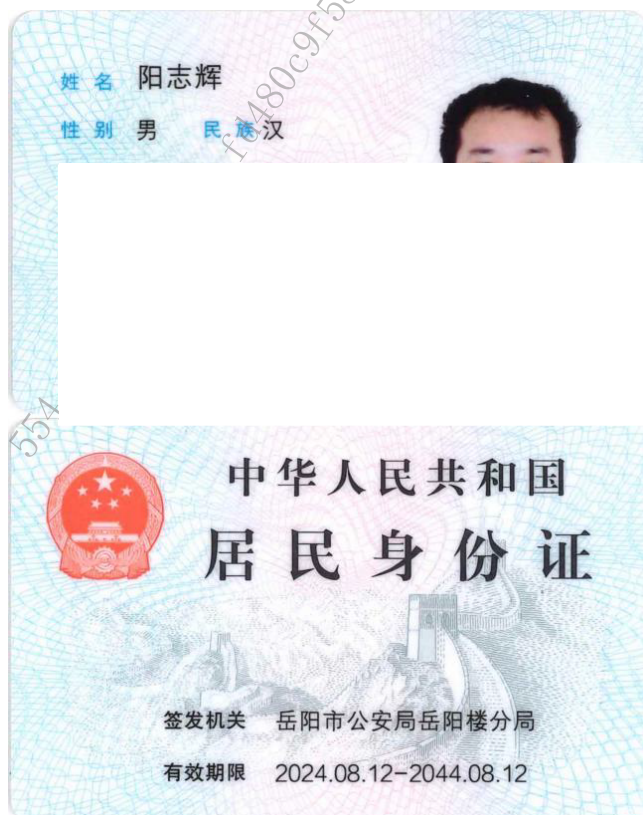 姓名 阳志辉
性别 男 民族 汉
中华人民共和国
居民身份证
签发机关 岳阳市公安局岳阳楼分局
有效期限 2024.08.12-2044.08.12